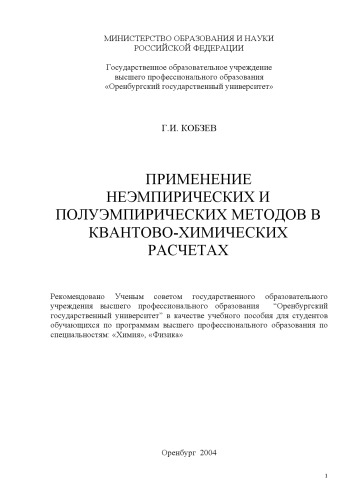 МИНИСТЕРСТВО ОБРАЗОВАНИЯ И НАУКИ
РОССИЙСКОЙ ФЕДЕРАЦИИ
Государственное образовательное учреждение
высшего профессионального образования
«Оренбургский государственный университет»
Г.И. КОБЗЕВ
ПРИМЕНЕНИЕ
НЕЭМПИРИЧЕСКИХ И
ПОЛУЭМПИРИЧЕСКИХ МЕТОДОВ В
КВАНТОВО-ХИМИЧЕСКИХ
РАСЧЕТАХ
Рекомендовано Ученым советом государственного образовательного
учреждения высшего профессионального образования "Оренбургский
государственный университет" в качестве учебного пособия для студентов
обучающихся по программам высшего профессионального образования по
специальностям: «Химия», «Физика»
Оренбург 2004
1